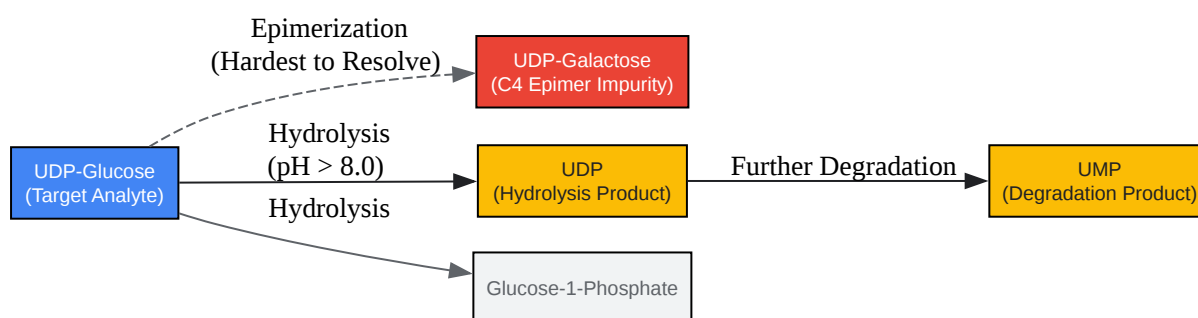 Epimerization
(Hardest to Resolve)
UDP-Galactose
(C4 Epimer Impurity)
UDP-Glucose
(Target Analyte)
Hydrolysis
(pH > 8.0)
UDP
(Hydrolysis Product)
Further Degradation
UMP
(Degradation Product)
Hydrolysis
Glucose-1-Phosphate